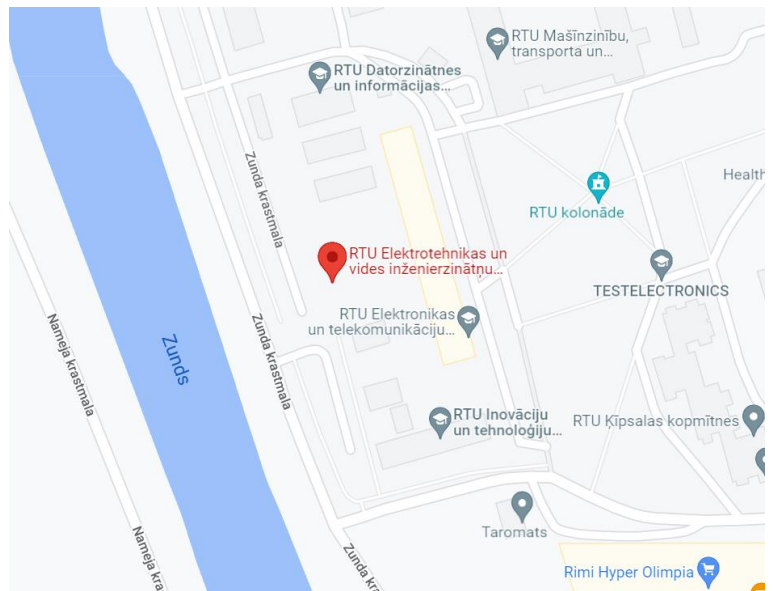 RTU Mašīnzinību,
transporta un...
RTU Datorzinātnes
un informācijas...
Zunda krastmala
Health
RTU kolonāde
RTU Elektrotehnikas un
vides inženierzinātņu...
TESTELECTRONICS
RTU Elektronikas
un telekomunikāciju...
Zunds
Nameja krastmala
Zunda krastmala
RTU Inovāciju
un tehnoloģiju...
RTU Ķīpsalas kopmītnes
Taromats
Nameja kra
Zunda kras
Rimi Hyper Olimpia